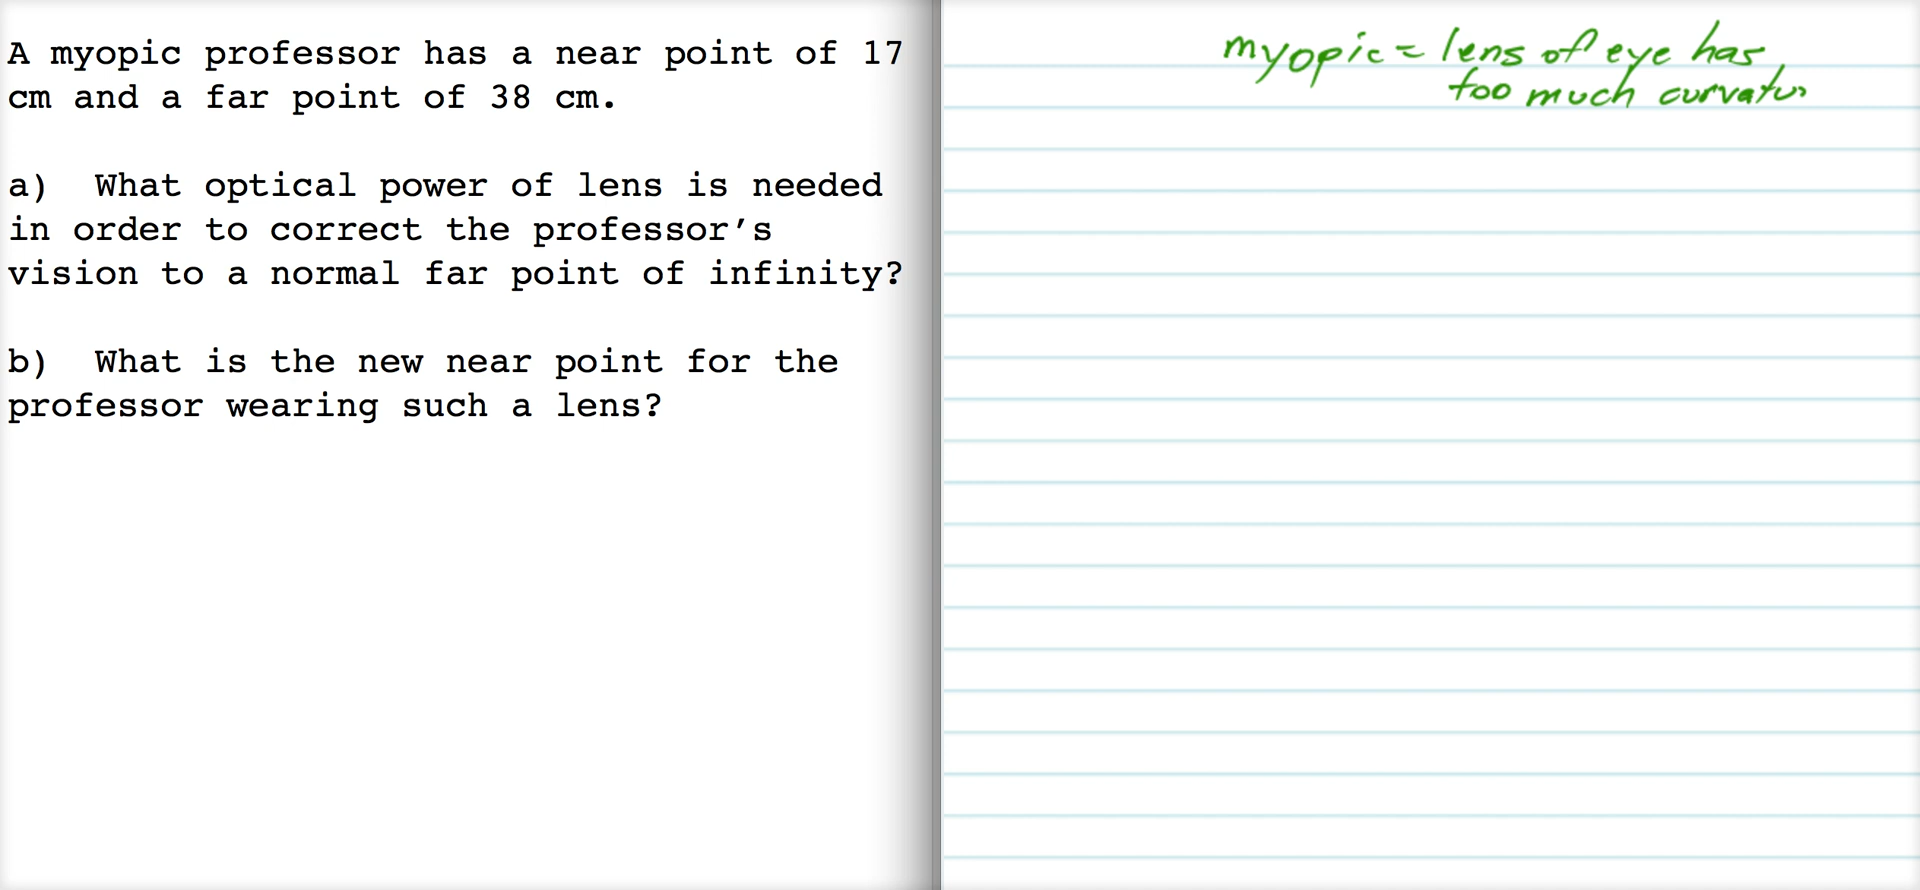 A myopic professor has a near point of 17
cm and a far point of 38 cm.
a) What optical power of lens is needed
in order to correct the professor’s
vision to a normal far point of infinity?
b) What is the new near point for the
professor wearing such a lens?
myopic = lens of eye has
too much curvatu